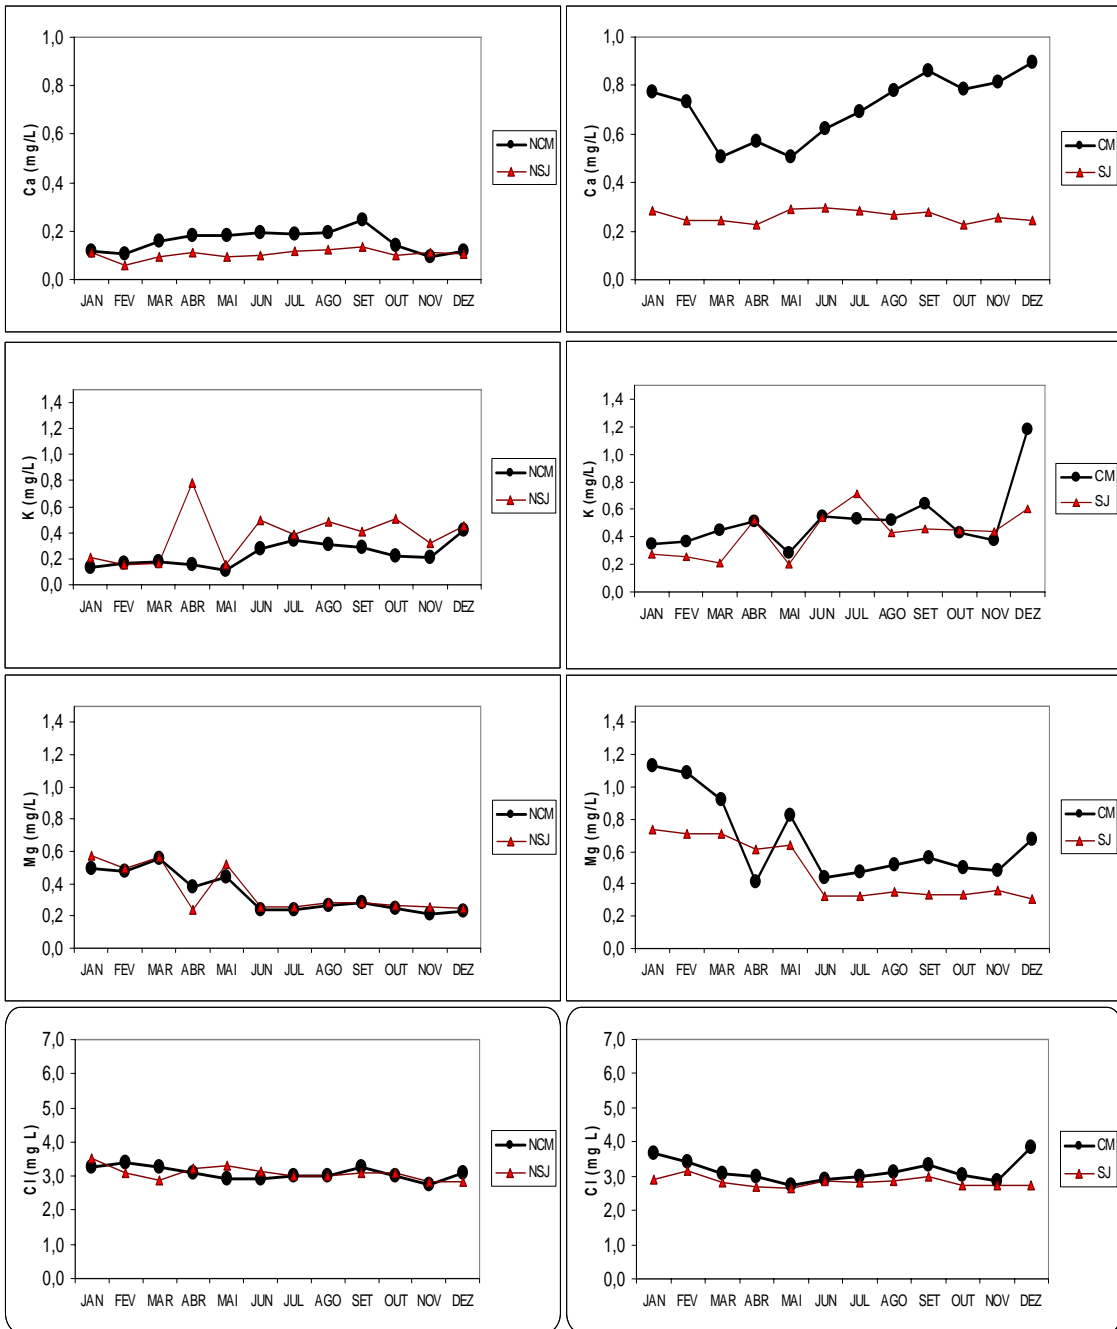 1,0
0,8
0,6
0,4
0,2
0,0
Ca (mg/L)
JAN FEV MAR ABR MAI JUN JUL AGO SET OUT NOV DEZ
NCM
NSJ
1,0
0,8
0,6
0,4
0,2
0,0
Ca (mg/L)
JAN FEV MAR ABR MAI JUN JUL AGO SET OUT NOV DEZ
CM
SJ
1,4
1,2
1,0
0,8
0,6
0,4
0,2
0,0
K (mg/L)
JAN FEV MAR ABR MAI JUN JUL AGO SET OUT NOV DEZ
NCM
NSJ
1,4
1,2
1,0
0,8
0,6
0,4
0,2
0,0
K (mg/L)
JAN FEV MAR ABR MAI JUN JUL AGO SET OUT NOV DEZ
CM
SJ
1,4
1,2
1,0
0,8
0,6
0,4
0,2
0,0
Mg (mg/L)
JAN FEV MAR ABR MAI JUN JUL AGO SET OUT NOV DEZ
NCM
NSJ
1,4
1,2
1,0
0,8
0,6
0,4
0,2
0,0
Mg (mg/L)
JAN FEV MAR ABR MAI JUN JUL AGO SET OUT NOV DEZ
CM
SJ
7,0
6,0
5,0
4,0
3,0
2,0
1,0
0,0
Cl (mg L)
JAN FEV MAR ABR MAI JUN JUL AGO SET OUT NOV DEZ
NCM
NSJ
7,0
6,0
5,0
4,0
3,0
2,0
1,0
0,0
Cl (mg L)
JAN FEV MAR ABR MAI JUN JUL AGO SET OUT NOV DEZ
CM
SJ